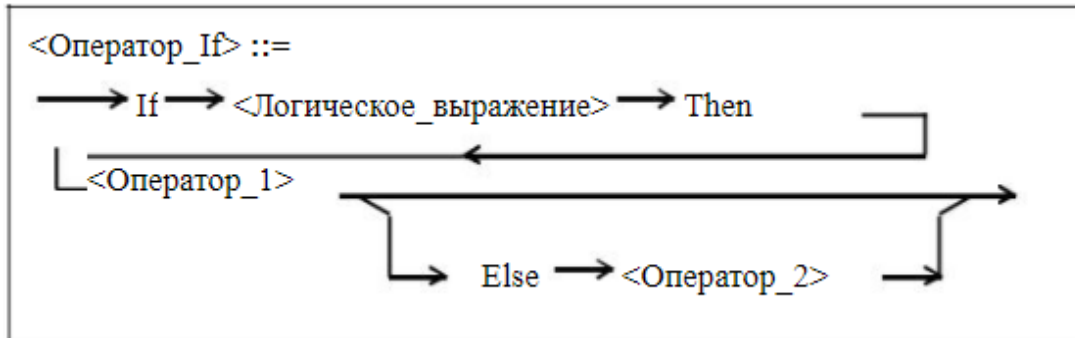 <Оператор_If> ::=
If <Логическое_выражение> Then
<Оператор_1>
Else <Оператор_2>